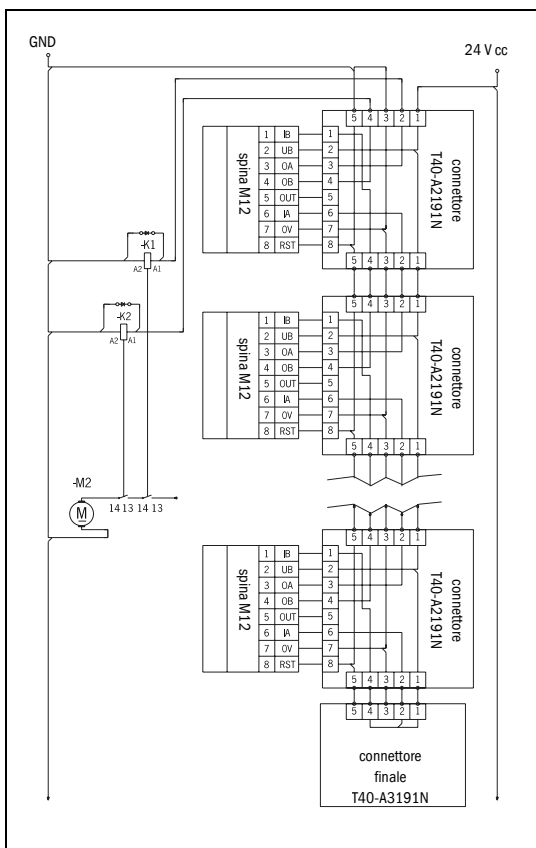 GND
24 V cc
5 4 3 2 1
spina M12
1 IB 1
2 UB 2
3 OA 3
4 OB 4
5 OUT 5
6 IA 6
7 0V 7
8 RST 8
connettore
T40-A2191N
5 4 3 2 1
-K1
A2 A1
-K2
A2 A1
5 4 3 2 1
spina M12
1 IB 1
2 UB 2
3 OA 3
4 OB 4
5 OUT 5
6 IA 6
7 0V 7
8 RST 8
connettore
T40-A2191N
5 4 3 2 1
-M2
M
14 13 14 13
5 4 3 2 1
spina M12
1 IB 1
2 UB 2
3 OA 3
4 OB 4
5 OUT 5
6 IA 6
7 0V 7
8 RST 8
connettore
T40-A2191N
5 4 3 2 1
5 4 3 2 1
connettore
finale
T40-A3191N